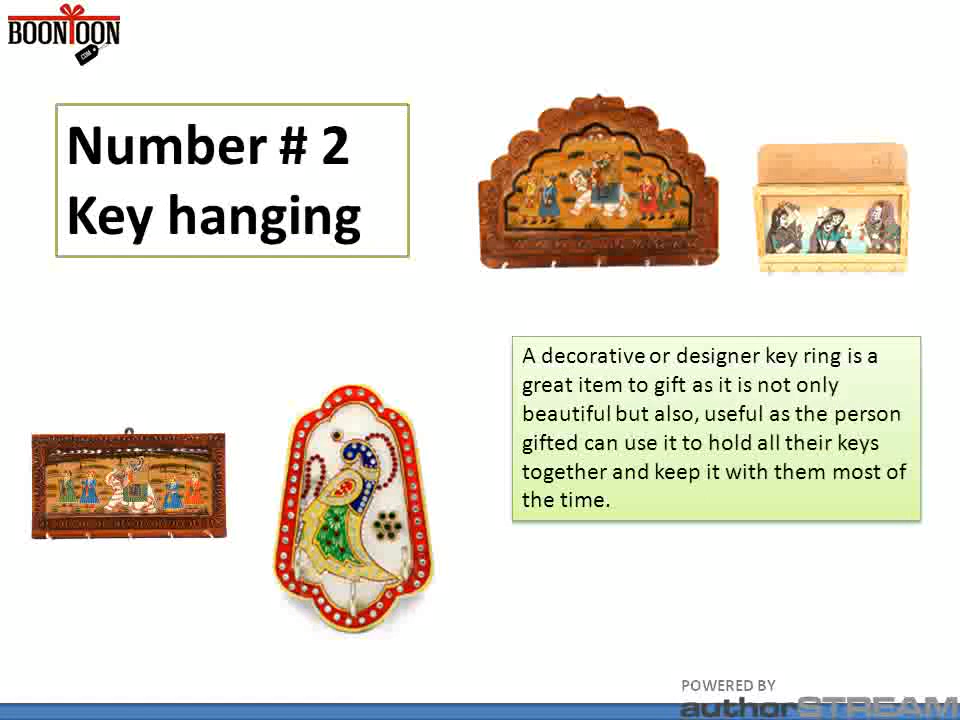 BOONTOON
.COM
Number # 2
Key hanging
A decorative or designer key ring is a
great item to gift as it is not only
beautiful but also, useful as the person
gifted can use it to hold all their keys
together and keep it with them most of
the time.
POWERED BY
authorSTREAM